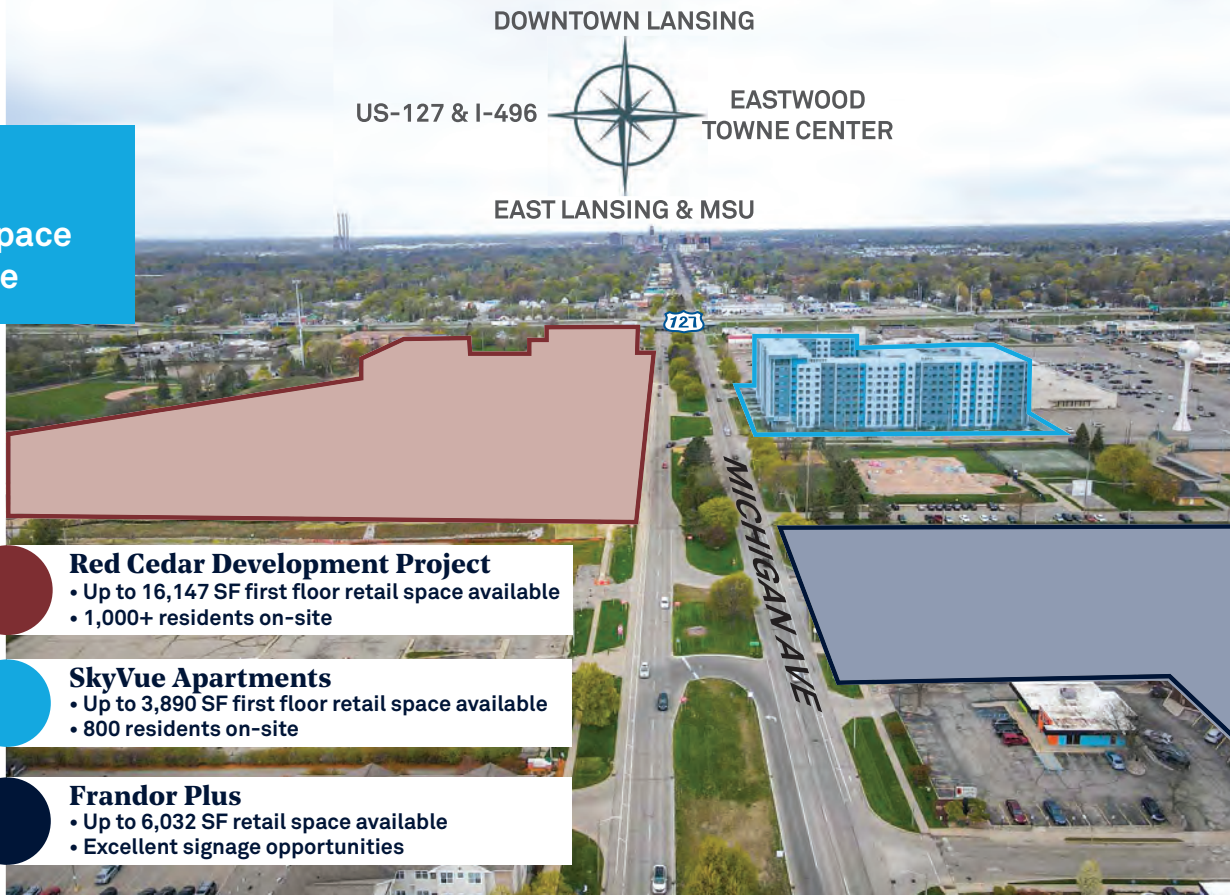 DOWNTOWN LANSING
US-127 & I-496
EASTWOOD
TOWNE CENTER
EAST LANSING & MSU
pace
e
127
MICHIGAN AVE
Red Cedar Development Project
• Up to 16,147 SF first floor retail space available
• 1,000+ residents on-site
SkyVue Apartments
• Up to 3,890 SF first floor retail space available
• 800 residents on-site
Frandor Plus
• Up to 6,032 SF retail space available
• Excellent signage opportunities